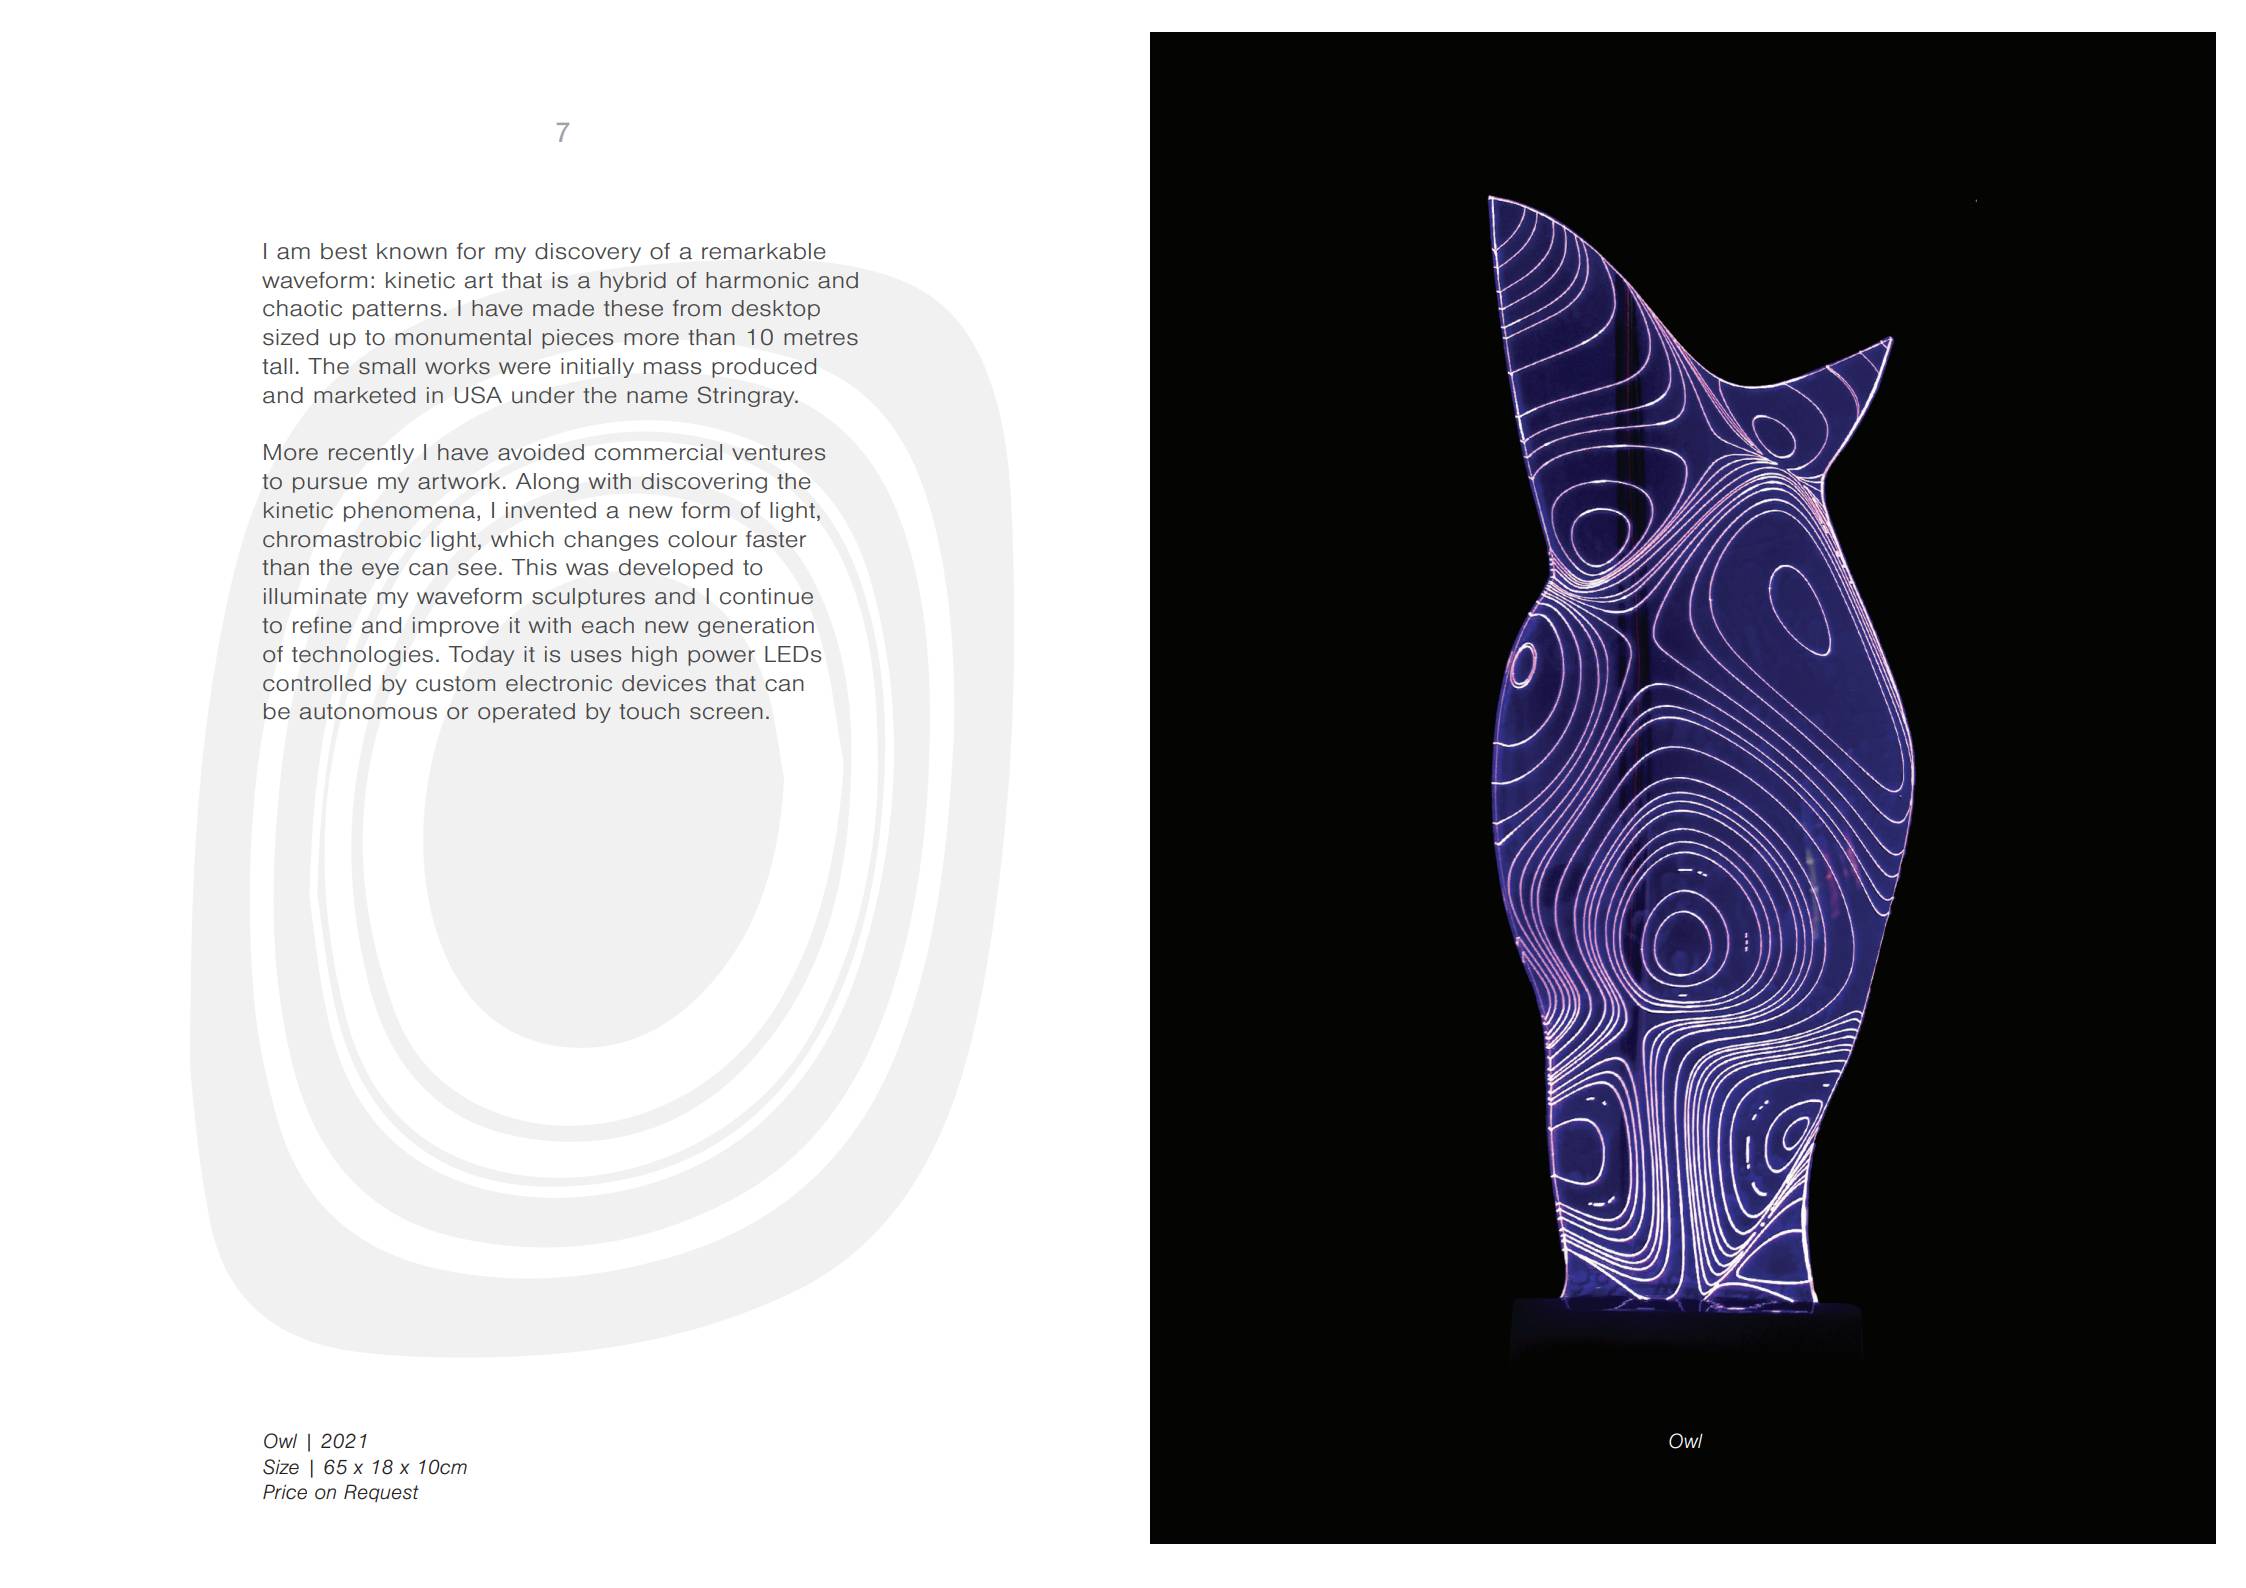 7
I am best known for my discovery of a remarkable
waveform: kinetic art that is a hybrid of harmonic and
chaotic patterns. I have made these from desktop
sized up to monumental pieces more than 10 metres
tall. The small works were initially mass produced
and marketed in USA under the name Stringray.
More recently I have avoided commercial ventures
to pursue my artwork. Along with discovering the
kinetic phenomena, I invented a new form of light,
chromastrobic light, which changes colour faster
than the eye can see. This was developed to
illuminate my waveform sculptures and I continue
to refine and improve it with each new generation
of technologies. Today it is uses high power LEDs
controlled by custom electronic devices that can
be autonomous or operated by touch screen.
Owl | 2021
Size | 65 x 18 x 10cm
Price on Request
Owl